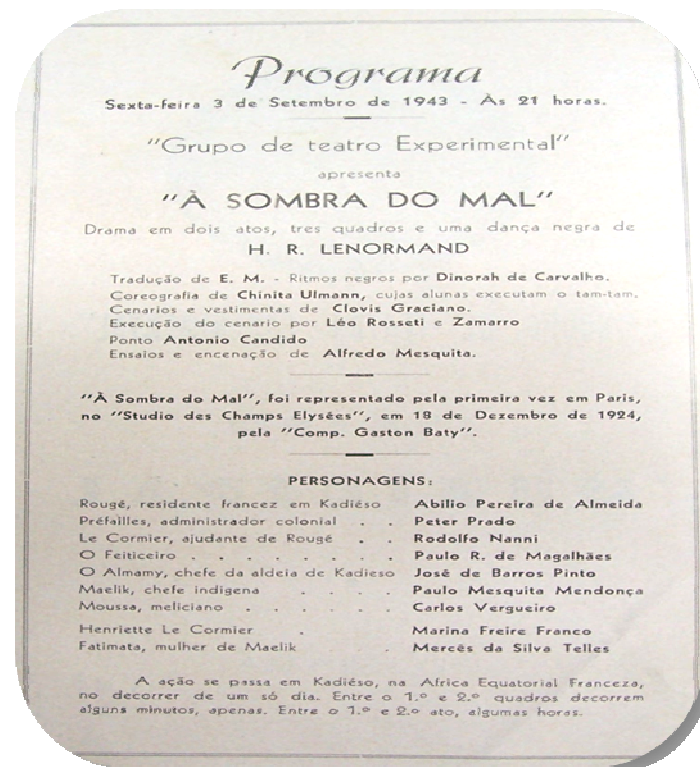 Programa
Sexta-feira 3 de Setembro de 1943 - Às 21 horas.
"Grupo de teatro Experimental"
apresenta
"À SOMBRA DO MAL"
Drama em dois atos, tres quadros e uma dança negra de
H. R. LENORMAND
Tradução de E. M. - Ritmos negros por Dinorah de Carvalho.
Coreografia de Chinita Ulmann, cujas alunas executam o tam-tam.
Cenarios e vestimentas de Clovis Graciano.
Execução do cenario por Léo Rosseti e Zamarro
Ponto Antonio Candido
Ensaios e encenação de Alfredo Mesquita.
"À Sombra do Mal", foi representado pela primeira vez em Paris,
no "Studio des Champs Elysées", em 18 de Dezembro de 1924,
pela "Comp. Gaston Baty".
PERSONAGENS:
Rougé, residente francez em Kadiéso Abilio Pereira de Almeida
Préfailles, administrador colonial . . Peter Prado
Le Cormier, ajudante de Rougé . . Rodolfo Nanni
O Feiticeiro . . . . . . . . Paulo R. de Magalhães
O Almamy, chefe da aldeia de Kadieso José de Barros Pinto
Maelik, chefe indigena . . . . Paulo Mesquita Mendonça
Moussa, meliciano . . . . . . Carlos Vergueiro
Henriette Le Cormier . Marina Freire Franco
Fatimata, mulher de Maelik . Mercês da Silva Telles
A ação se passa em Kadiéso, na Africa Equatorial Franceza,
no decorrer de um só dia. Entre o 1.º e 2.º quadros decorrem
alguns minutos, apenas. Entre o 1.º e 2.º ato, algumas horas.